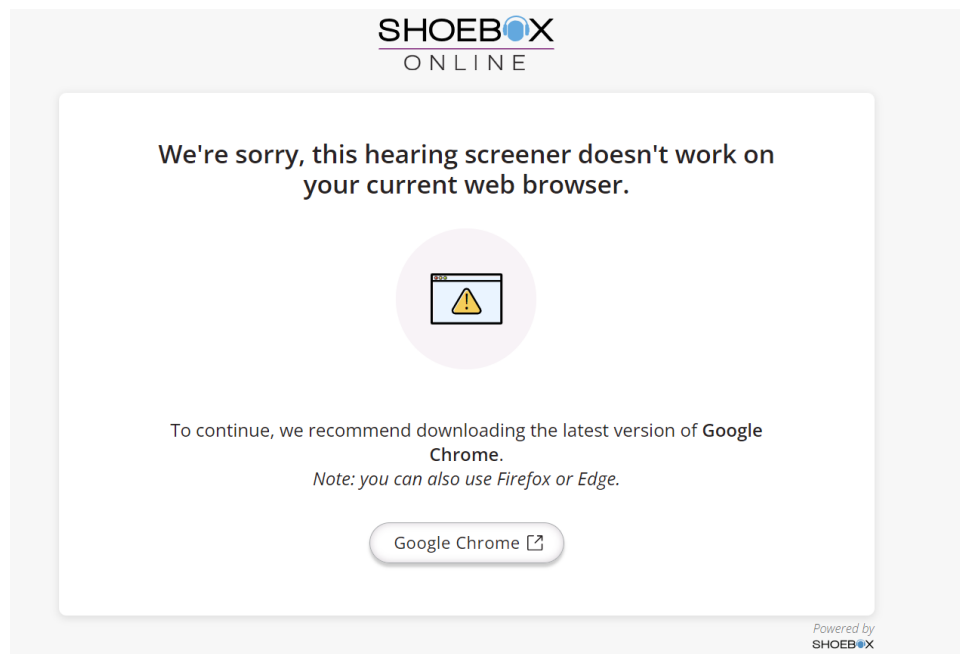 SHOEBOX
ONLINE
We're sorry, this hearing screener doesn't work on
your current web browser.
To continue, we recommend downloading the latest version of Google
Chrome.
Note: you can also use Firefox or Edge.
Google Chrome
Powered by
SHOEBOX